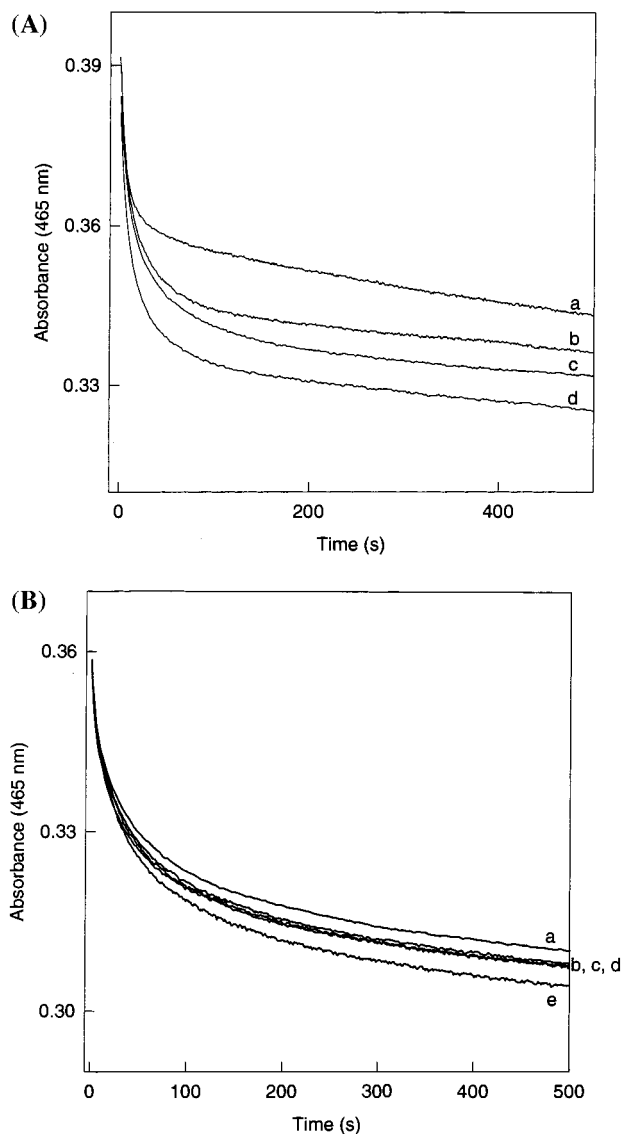 (A)
0.39
0.36
0.33
Absorbance (465 nm)
a
b
c
d
0
200
400
Time (s)
(B)
0.36
0.33
0.30
Absorbance (465 nm)
a
b, c, d
e
0
100
200
300
400
500
Time (s)